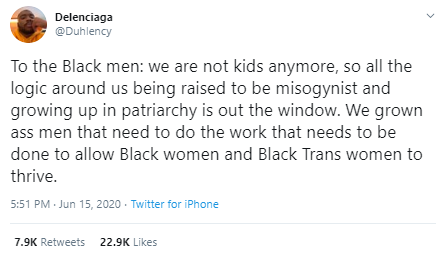 Delenciaga
@Duhlency
To the Black men: we are not kids anymore, so all the
logic around us being raised to be misogynist and
growing up in patriarchy is out the window. We grown
ass men that need to do the work that needs to be
done to allow Black women and Black Trans women to
thrive.
5:51 PM · Jun 15, 2020 · Twitter for iPhone
7.9K Retweets 22.9K Likes